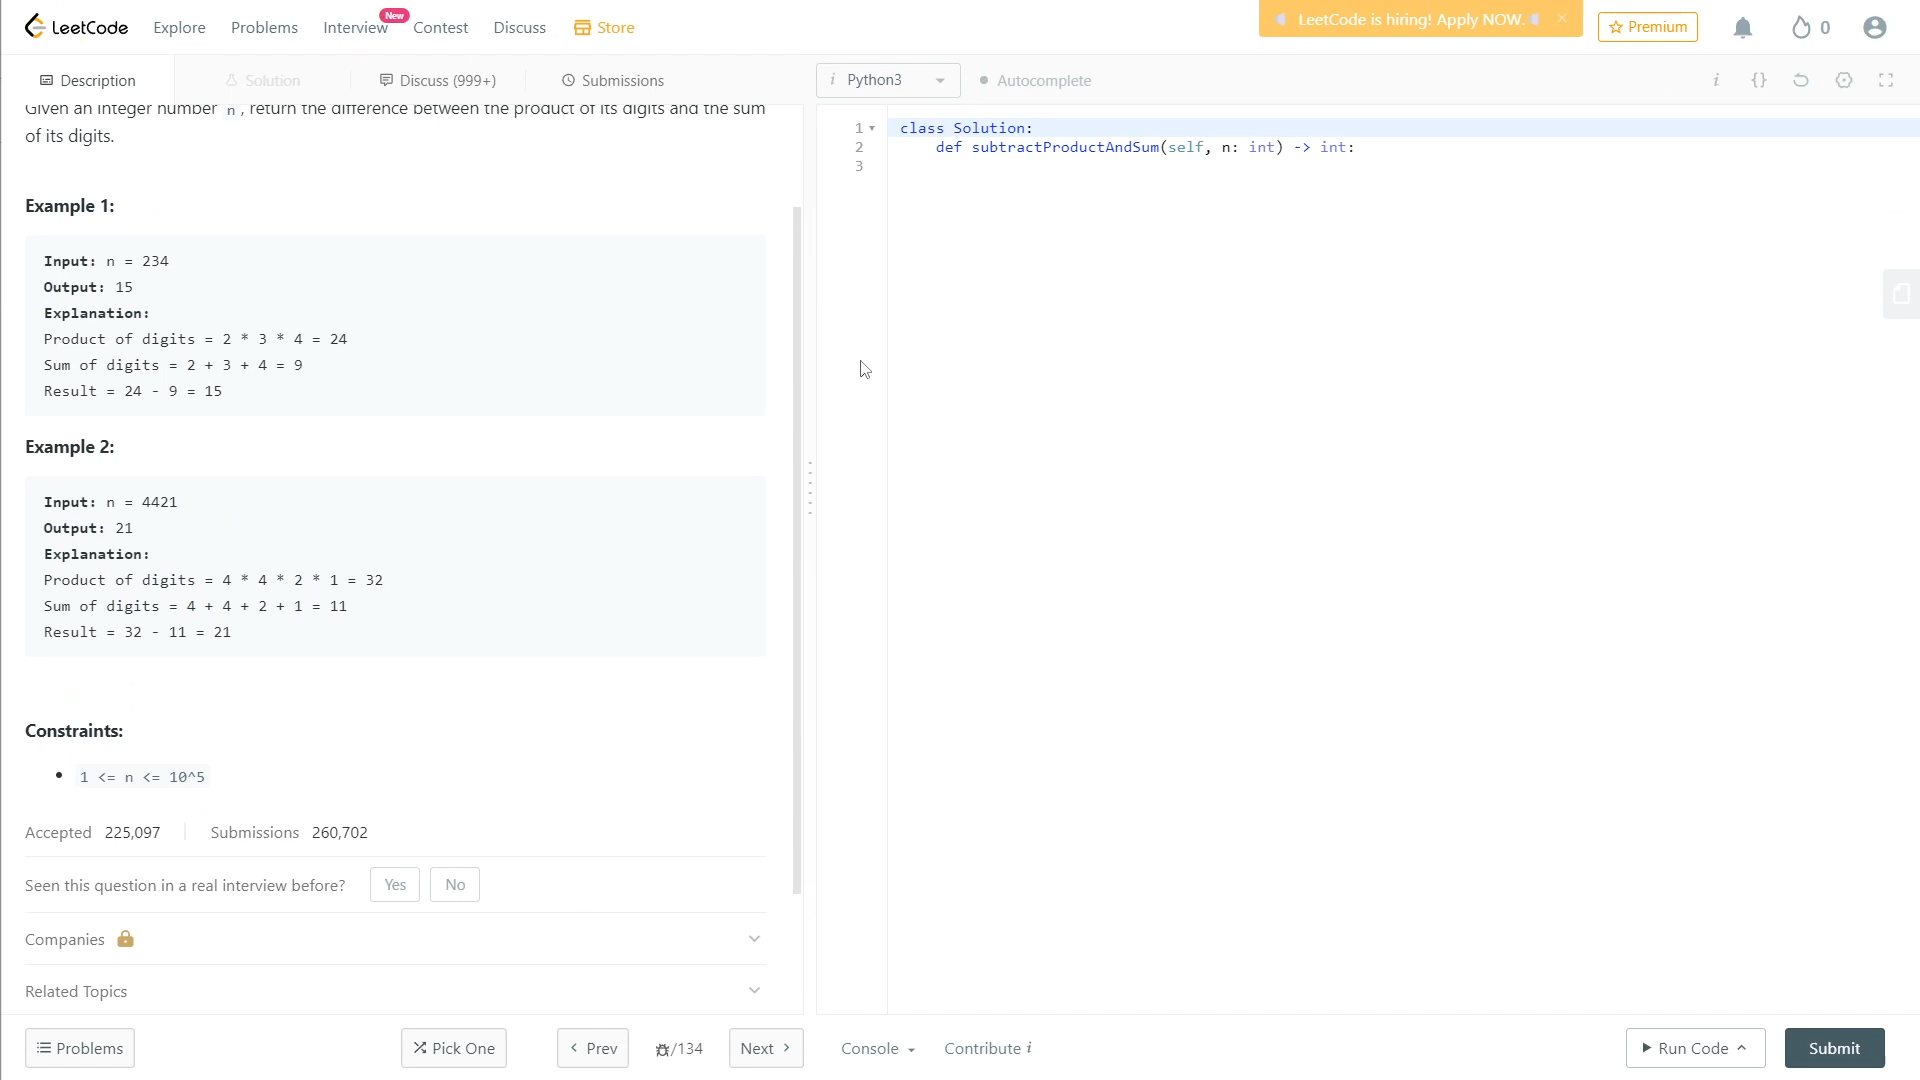 LeetCode Explore Problems Interview New Contest Discuss Store LeetCode is hiring! Apply NOW. Premium 0
Description Solution Discuss (999+) Submissions i Python3 Autocomplete i {}
Given an integer number n, return the difference between the product of its digits and the sum
of its digits.
Example 1:
Input: n = 234
Output: 15
Explanation:
Product of digits = 2 * 3 * 4 = 24
Sum of digits = 2 + 3 + 4 = 9
Result = 24 - 9 = 15
Example 2:
Input: n = 4421
Output: 21
Explanation:
Product of digits = 4 * 4 * 2 * 1 = 32
Sum of digits = 4 + 4 + 2 + 1 = 11
Result = 32 - 11 = 21
Constraints:
1 <= n <= 10^5
Accepted 225,097 Submissions 260,702
Seen this question in a real interview before? Yes No
Companies
Related Topics
1 class Solution:
2 def subtractProductAndSum(self, n: int) -> int:
3
Problems Pick One Prev /134 Next Console Contribute i Run Code Submit